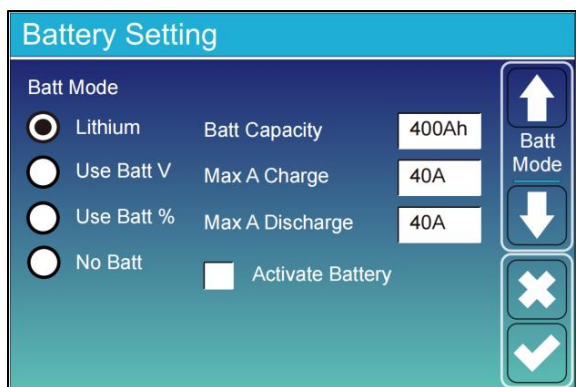 Battery Setting
Batt Mode
Lithium
Use Batt V
Use Batt %
No Batt
Batt Capacity 400Ah
Max A Charge 40A
Max A Discharge 40A
Activate Battery
Batt
Mode